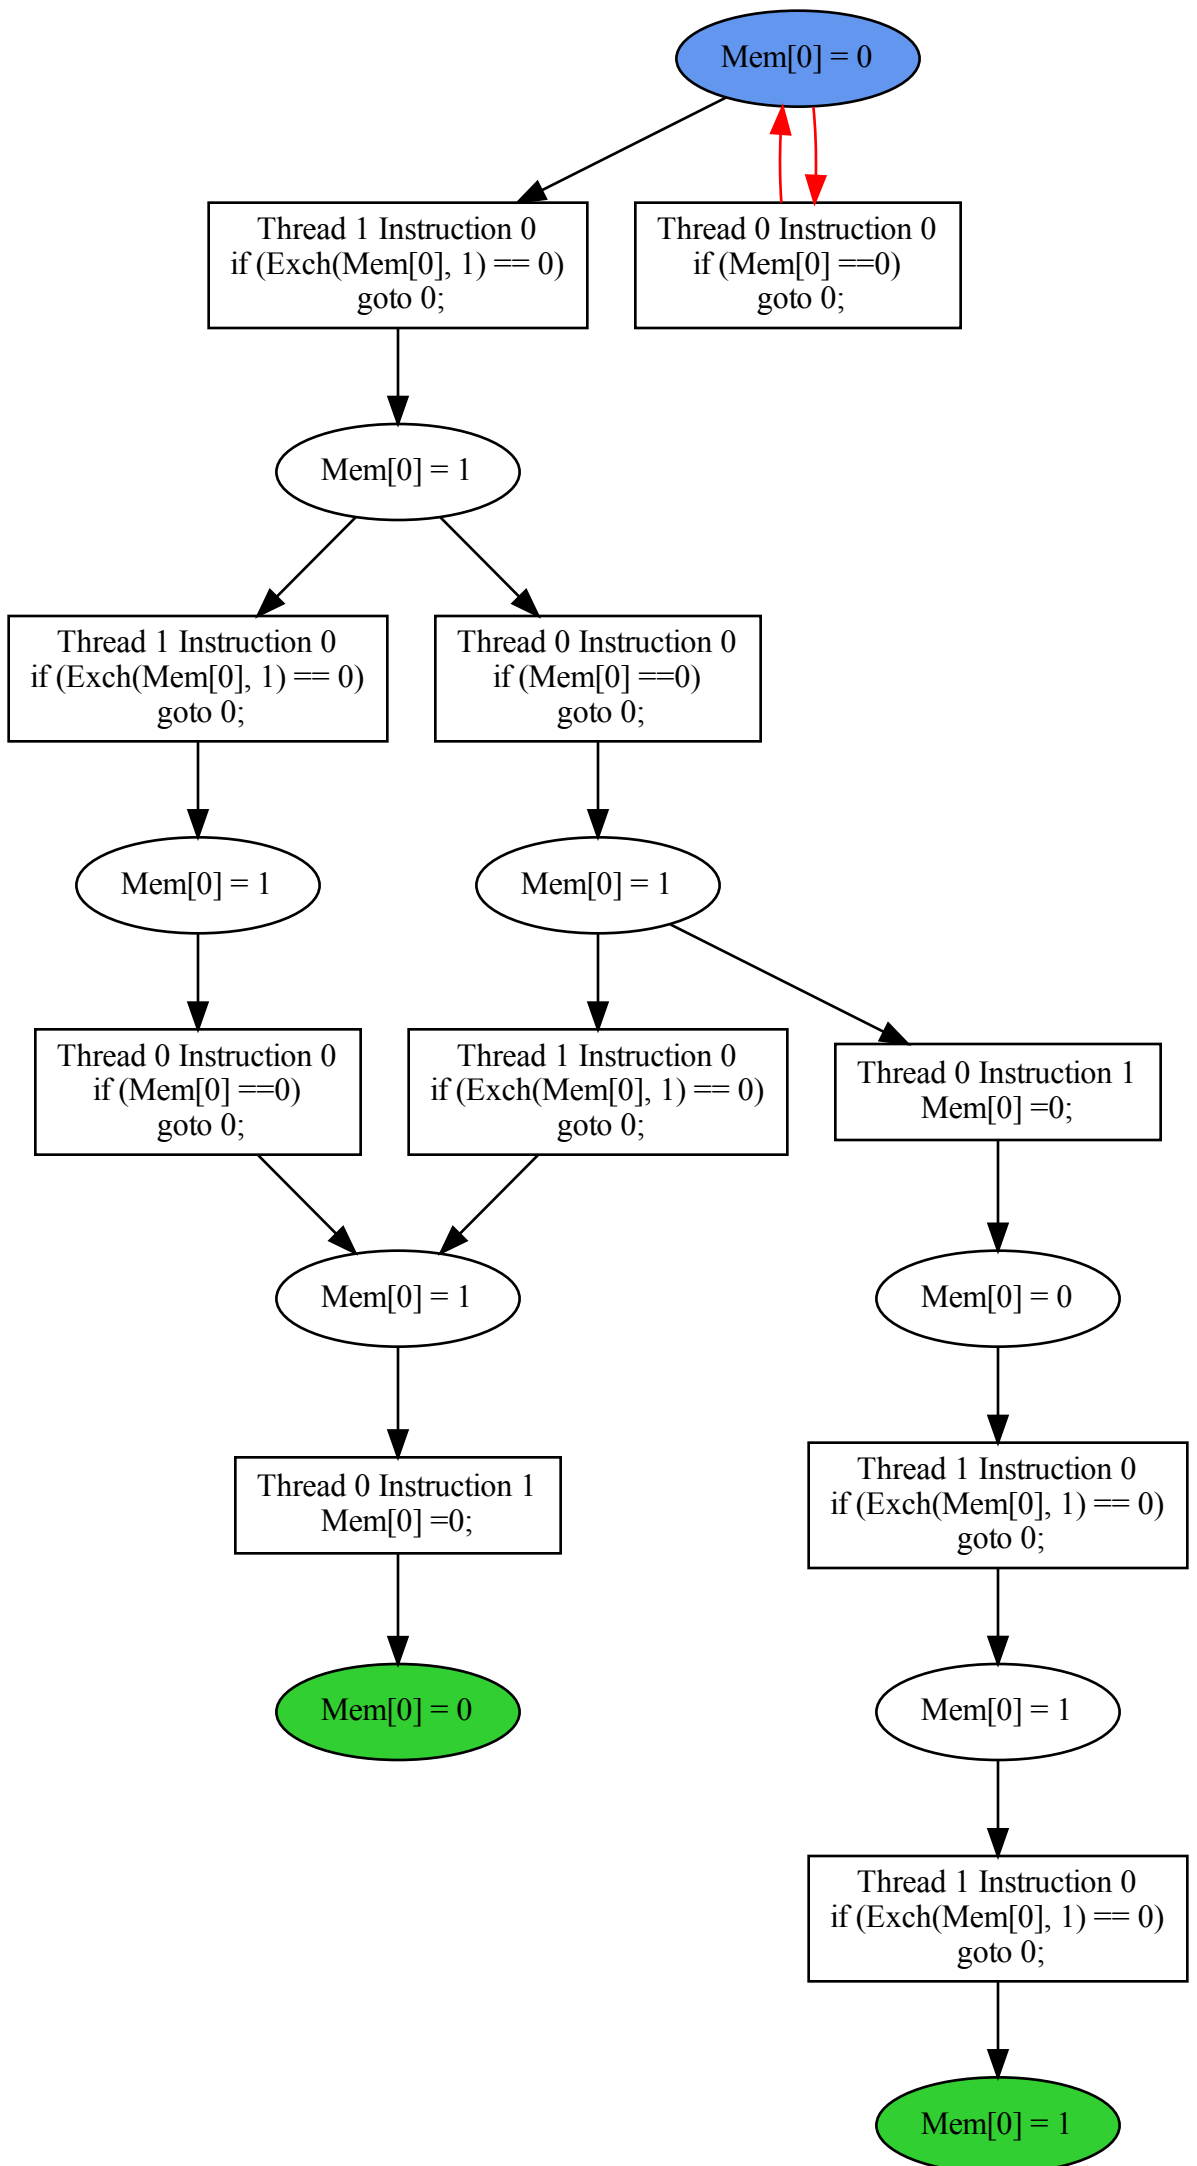 Mem[0] = 0
Thread 1 Instruction 0
if (Exch(Mem[0], 1) == 0)
goto 0;
Thread 0 Instruction 0
if (Mem[0] ==0)
goto 0;
Mem[0] = 1
Thread 1 Instruction 0
if (Exch(Mem[0], 1) == 0)
goto 0;
Thread 0 Instruction 0
if (Mem[0] ==0)
goto 0;
Mem[0] = 1
Mem[0] = 1
Thread 0 Instruction 0
if (Mem[0] ==0)
goto 0;
Thread 1 Instruction 0
if (Exch(Mem[0], 1) == 0)
goto 0;
Thread 0 Instruction 1
Mem[0] =0;
Mem[0] = 1
Mem[0] = 0
Thread 0 Instruction 1
Mem[0] =0;
Thread 1 Instruction 0
if (Exch(Mem[0], 1) == 0)
goto 0;
Mem[0] = 0
Mem[0] = 1
Thread 1 Instruction 0
if (Exch(Mem[0], 1) == 0)
goto 0;
Mem[0] = 1